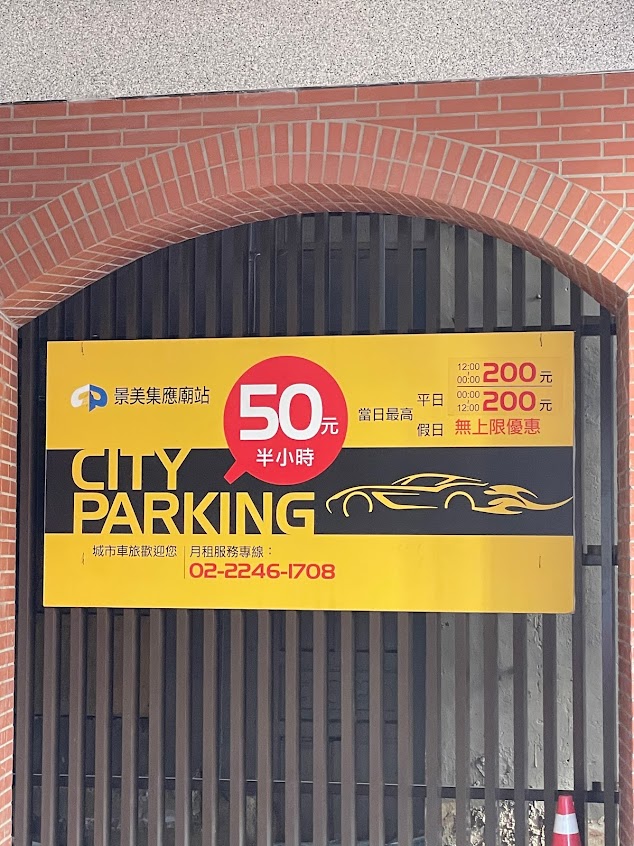 景美集應廟站
50元
半小時
當日最高
平日
12:00
00:00
200元
00:00
12:00
200元
假日
無上限優惠
CITY
PARKING
城市車旅歡迎您
月租服務專線：
02-2246-1708